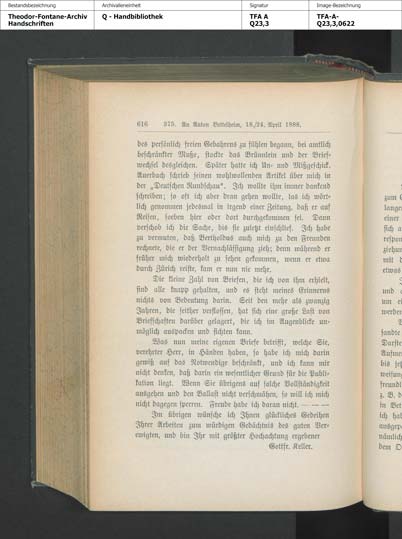 Bestandsbezeichnung
Archivalieneinheit
Signatur
Image-Bezeichnung
Theodor-Fontane-Archiv
Handschriften
Q - Handbibliothek
TFA A
Q23,3
TFA-A-
Q23,3,0622
616 375. An Anton Bettelheim, 18./24. April 1888.
des persönlich freien Gebahrens zu fühlen begann, bei amtlich
beschränkter Muße, stockte das Brünnlein und der Brief-
wechsel desgleichen. Später hatte ich Un- und Mißgeschick.
Auerbach schrieb seinen wohlwollenden Artikel über mich in
der „Deutschen Rundschau“. Ich wollte ihm immer dankend
schreiben; so oft ich aber dran gehen wollte, las ich wört-
lich genommen jedesmal in irgend einer Zeitung, daß er auf
Reisen, soeben hier oder dort durchgekommen sei. Dann
verschob ich die Sache, bis sie zuletzt einschlief. Ich habe
zu vermuten, daß Bertholdus auch mich zu den Freunden
rechnete, die er der Vernachlässigung zieh; denn während er
früher mich wiederholt zu sehen gekommen, wenn er etwa
durch Zürich reiste, kam er nun nie mehr.
Die kleine Zahl von Briefen, die ich von ihm erhielt,
sind alle knapp gehalten, und es steht meines Erinnerns
nichts von Bedeutung darin. Seit den mehr als zwanzig
Jahren, die seither verflossen, hat sich eine große Last von
Briefschaften darüber gelagert, die ich im Augenblicke un-
möglich auspacken und sichten kann.
Was nun meine eigenen Briefe betrifft, welche Sie,
verehrter Herr, in Händen haben, so habe ich mich darin
gewiß auf das Notwendige beschränkt, und ich kann mir
nicht denken, daß darin ein wesentlicher Grund für die Publi-
kation liegt. Wenn Sie übrigens auf solche Vollständigkeit
ausgehen und den Ballast nicht verschmähen, so will ich mich
nicht dagegen sperren. Freude habe ich daran nicht. — — —
Im übrigen wünsche ich Ihnen glückliches Gedeihen
Ihrer Arbeiten zum würdigen Gedächtnis des guten Ver-
ewigten, und bin Ihr mit größter Hochachtung ergebener
Gottfr. Keller.